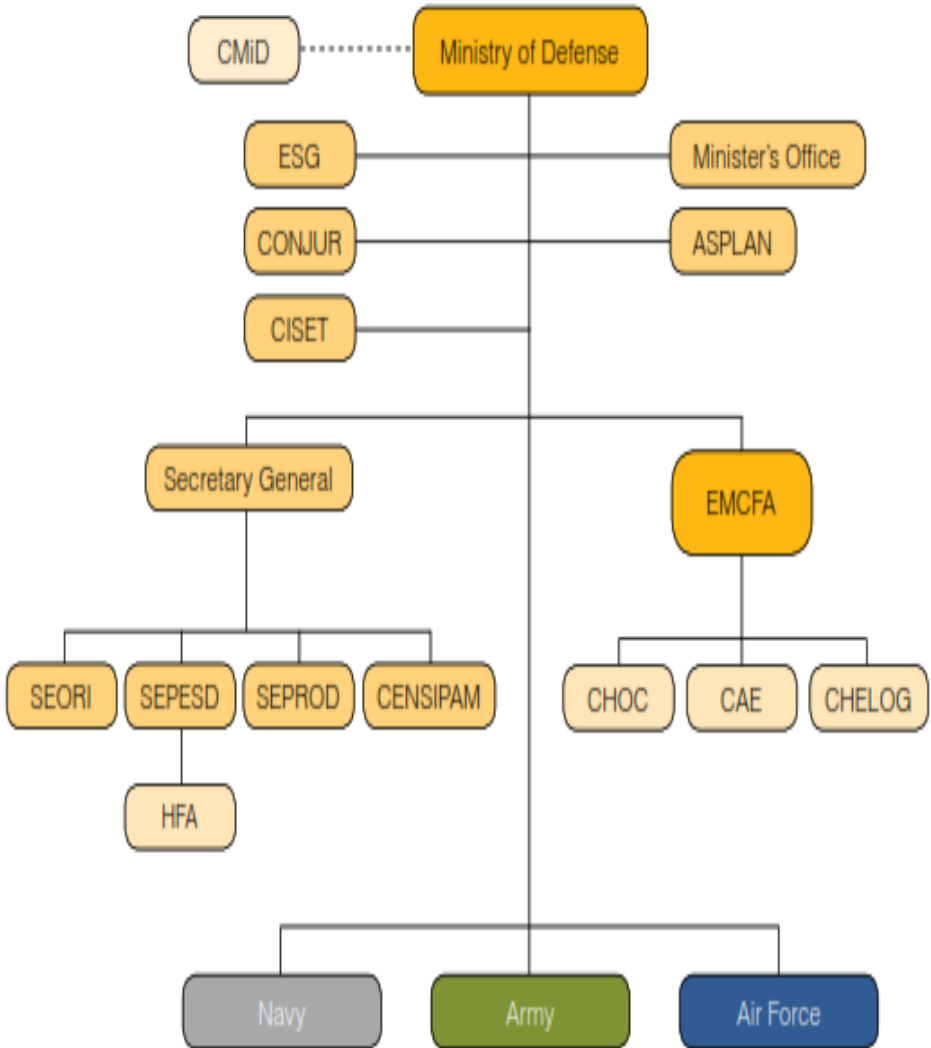 CMiD
Ministry of Defense
ESG
Minister's Office
CONJUR
ASPLAN
CISET
Secretary General
EMCFA
SEORI
SEPESD
SEPROD
CENSIPAM
CHOC
CAE
CHELOG
HFA
Navy
Army
Air Force